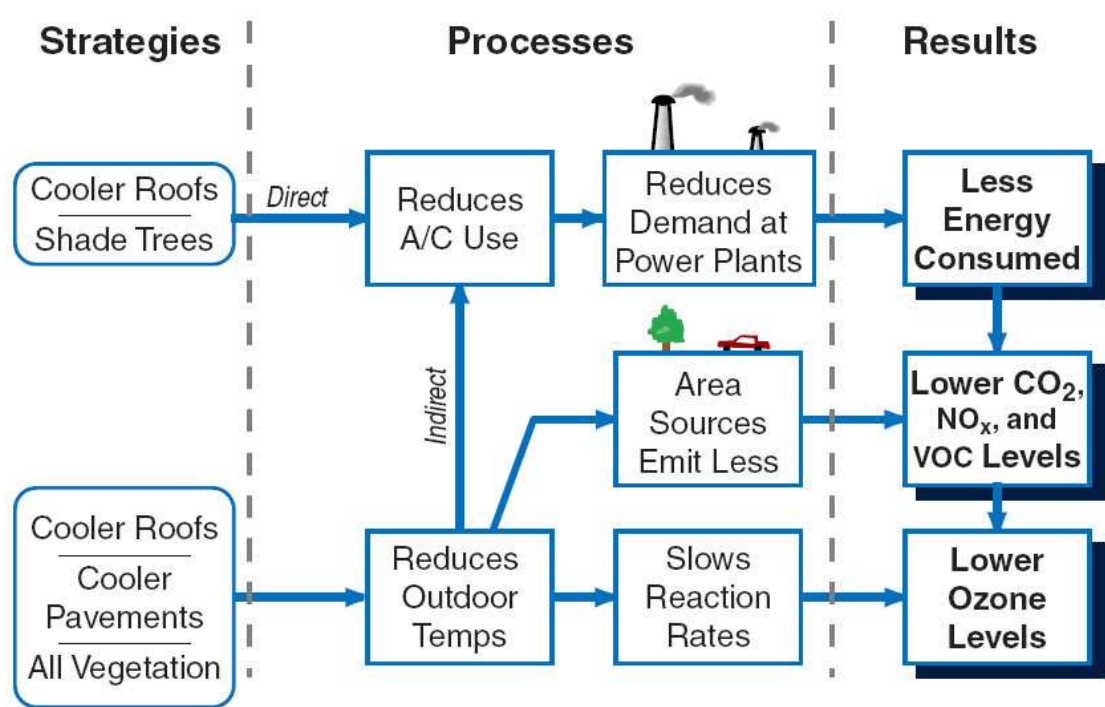 Strategies
Processes
Results
Cooler Roofs
Shade Trees
Direct
Reduces
A/C Use
Reduces
Demand at
Power Plants
Less
Energy
Consumed
Indirect
Area
Sources
Emit Less
Lower CO₂,
NOₓ, and
VOC Levels
Cooler Roofs
Cooler
Pavements
All Vegetation
Reduces
Outdoor
Temps
Slows
Reaction
Rates
Lower
Ozone
Levels